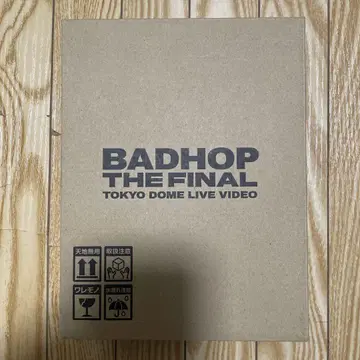 BADHOP
THE FINAL
TOKYO DOME LIVE VIDEO
天地無用
取扱注意
ワレモノ
水濡れ注意